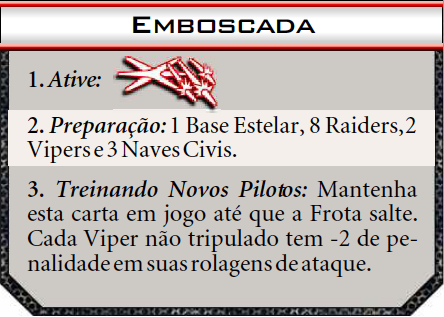 EMBOSCADA
1. Ative:
2. Preparação: 1 Base Estelar, 8 Raiders,2
Vipers e 3 Naves Civis.
3. Treinando Novos Pilotos: Mantenha
esta carta em jogo até que a Frota salte.
Cada Viper não tripulado tem -2 de pe-
nalidade em suas rolagens de ataque.